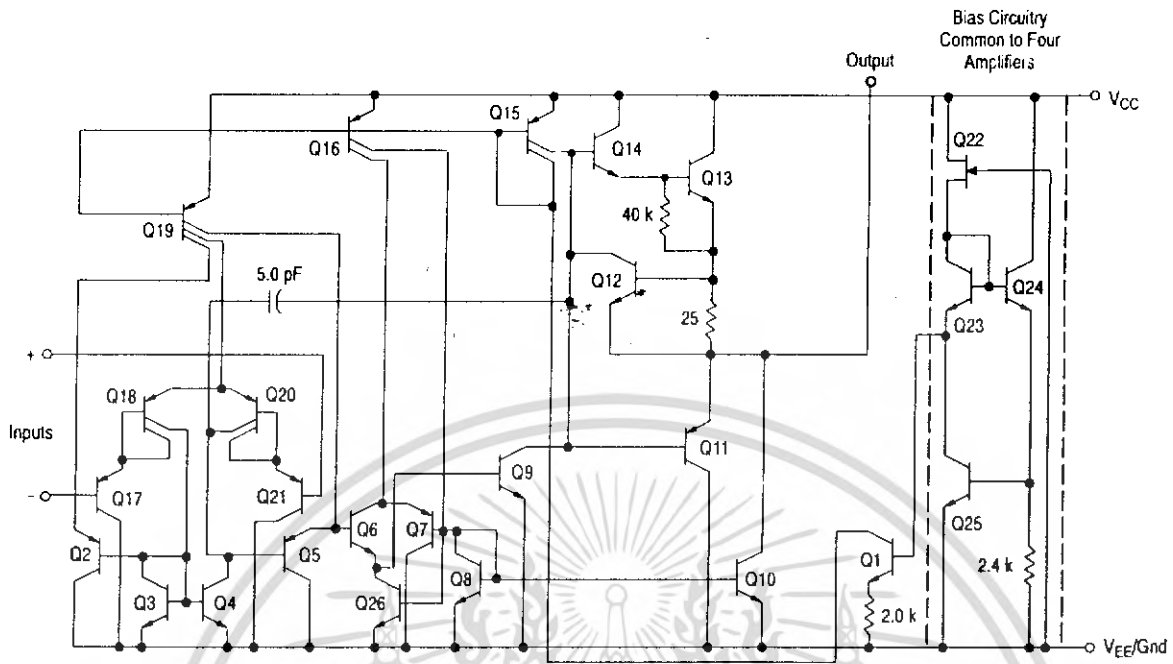 Bias Circuitry
Common to Four
Amplifiers
Output
VCC
Q15
Q14
Q22
Q16
Q13
40 k
Q19
5.0 pF
Q12
Q24
Q23
25
+
Q18
Q20
Inputs
Q9
Q11
Q17
Q21
−
Q25
Q2
Q5
Q6
Q7
Q1
Q3
Q4
Q8
Q10
2.4 k
Q26
2.0 k
VEE/Gnd